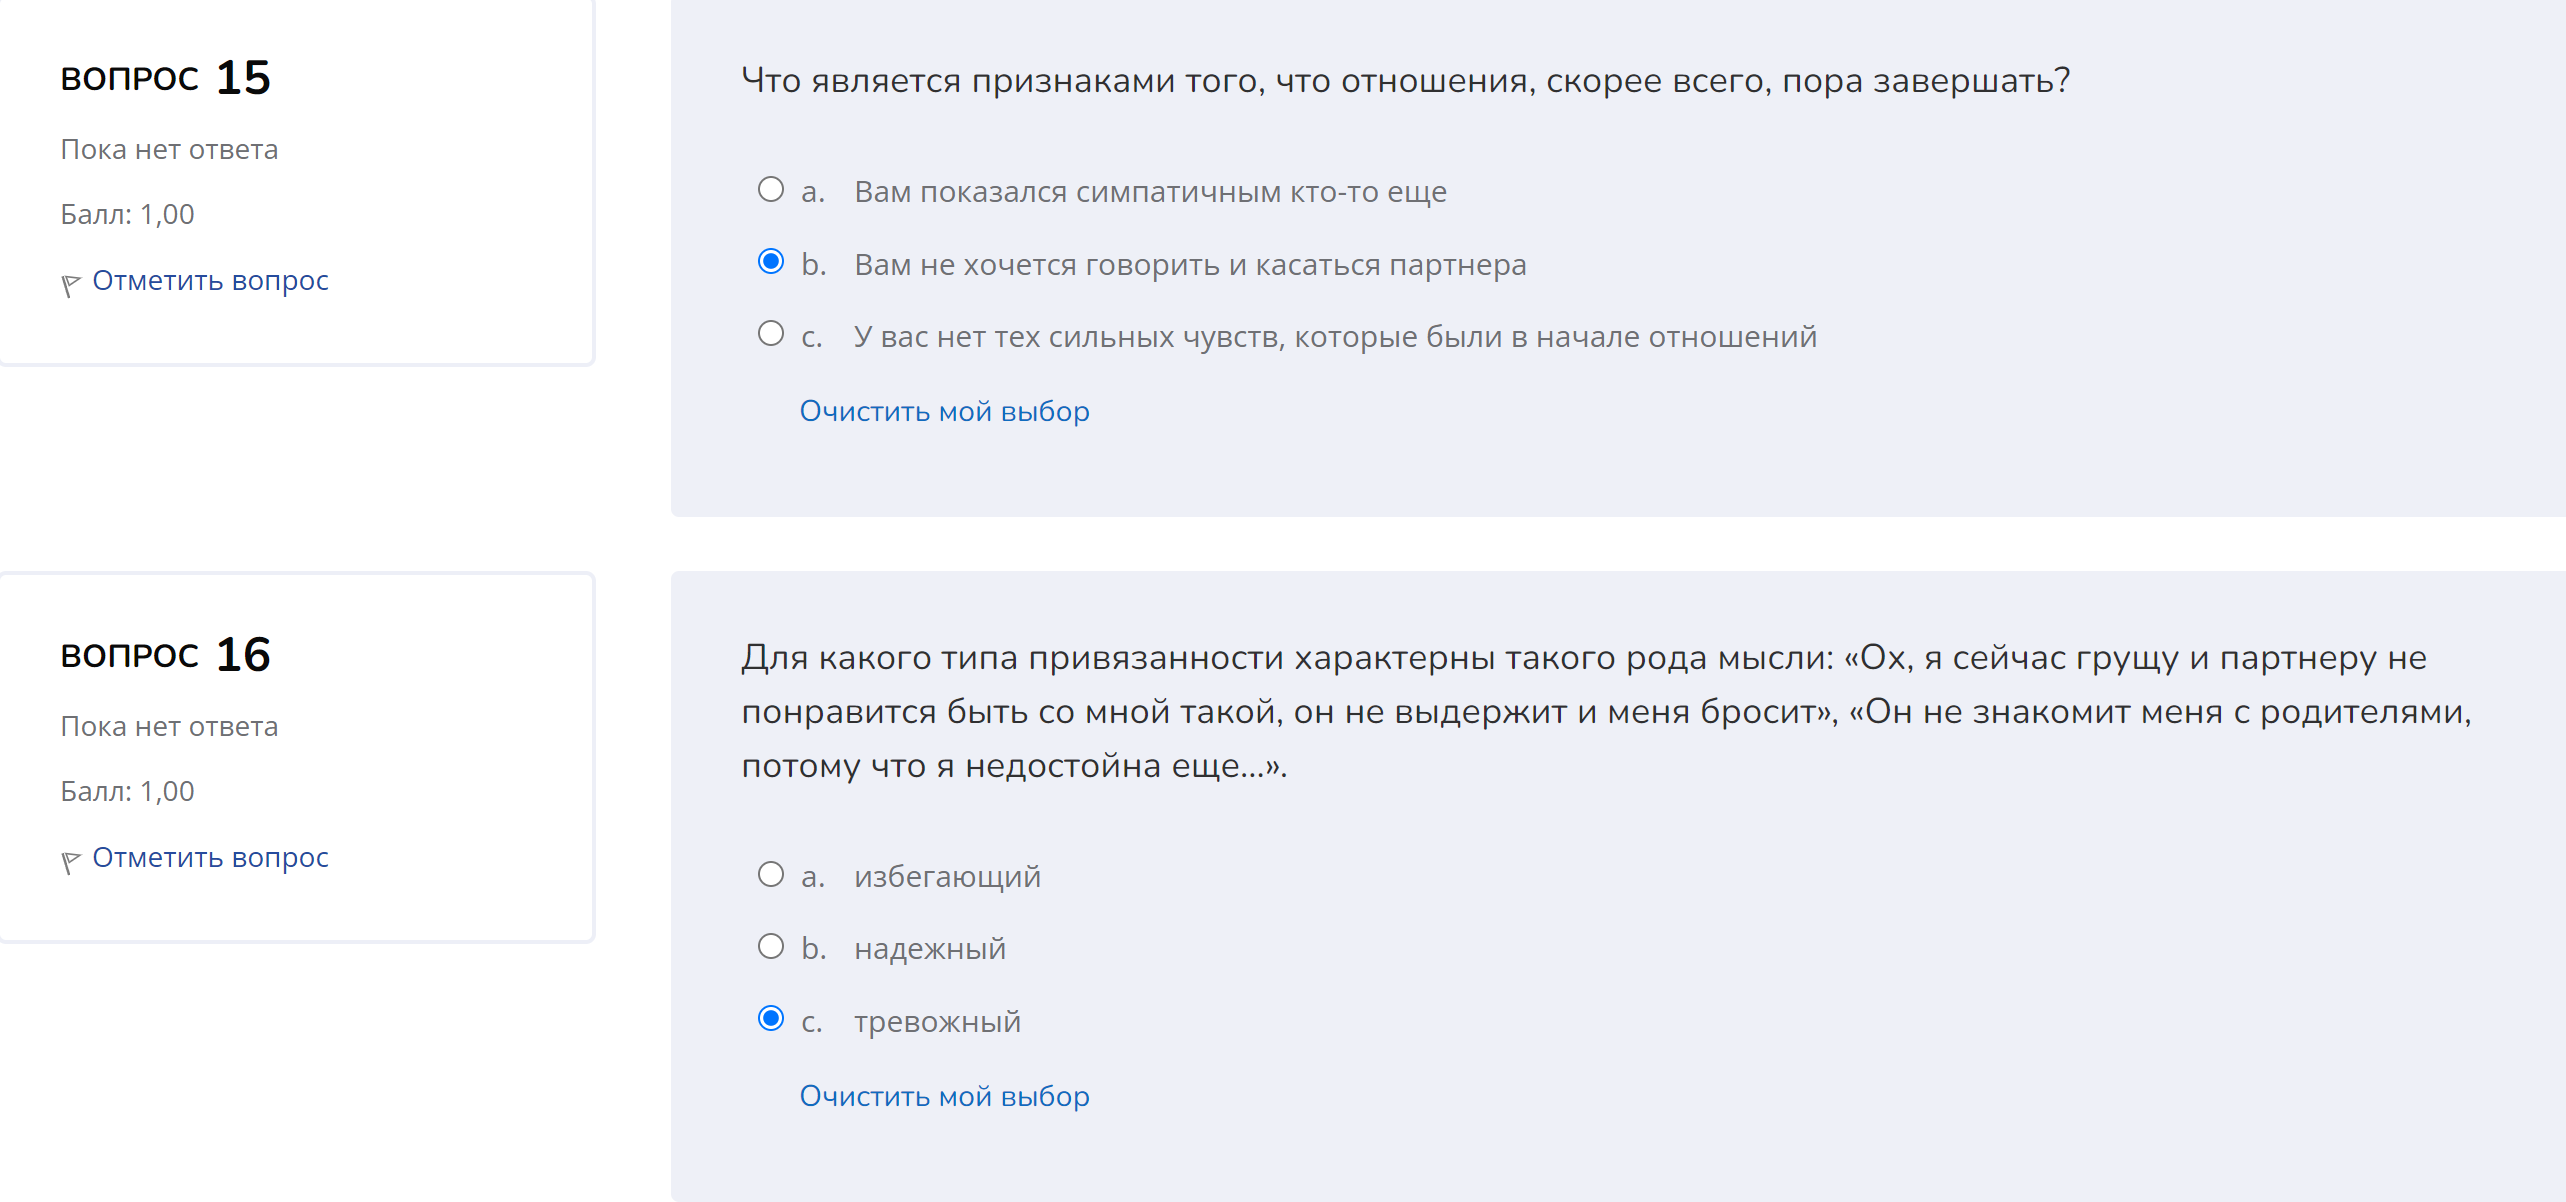 ВОПРОС 15
Пока нет ответа
Балл: 1,00
Отметить вопрос
Что является признаками того, что отношения, скорее всего, пора завершать?
a. Вам показался симпатичным кто-то еще
b. Вам не хочется говорить и касаться партнера
c. У вас нет тех сильных чувств, которые были в начале отношений
Очистить мой выбор
ВОПРОС 16
Пока нет ответа
Балл: 1,00
Отметить вопрос
Для какого типа привязанности характерны такого рода мысли: «Ох, я сейчас грущу и партнеру не
понравится быть со мной такой, он не выдержит и меня бросит», «Он не знакомит меня с родителями,
потому что я недостойна еще...».
a. избегающий
b. надежный
c. тревожный
Очистить мой выбор